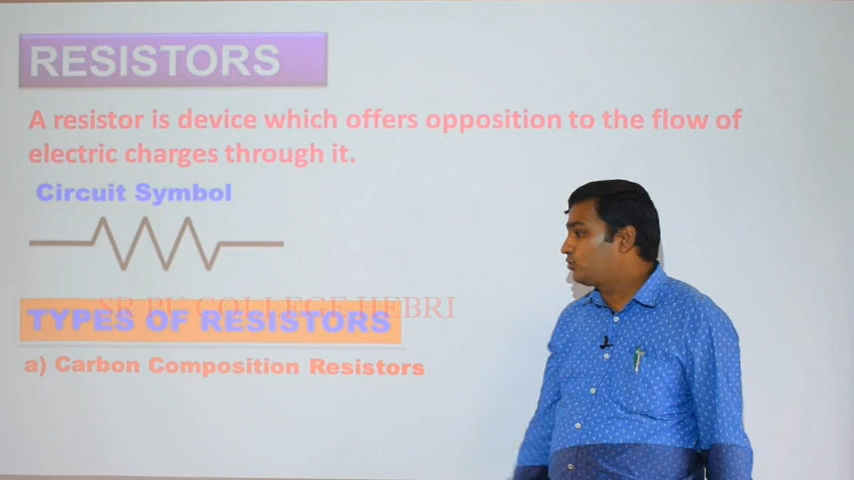 RESISTORS
A resistor is device which offers opposition to the flow of
electric charges through it.
Circuit Symbol
SR PU COLLEGE HEBRI
TYPES OF RESISTORS
a) Carbon Composition Resistors